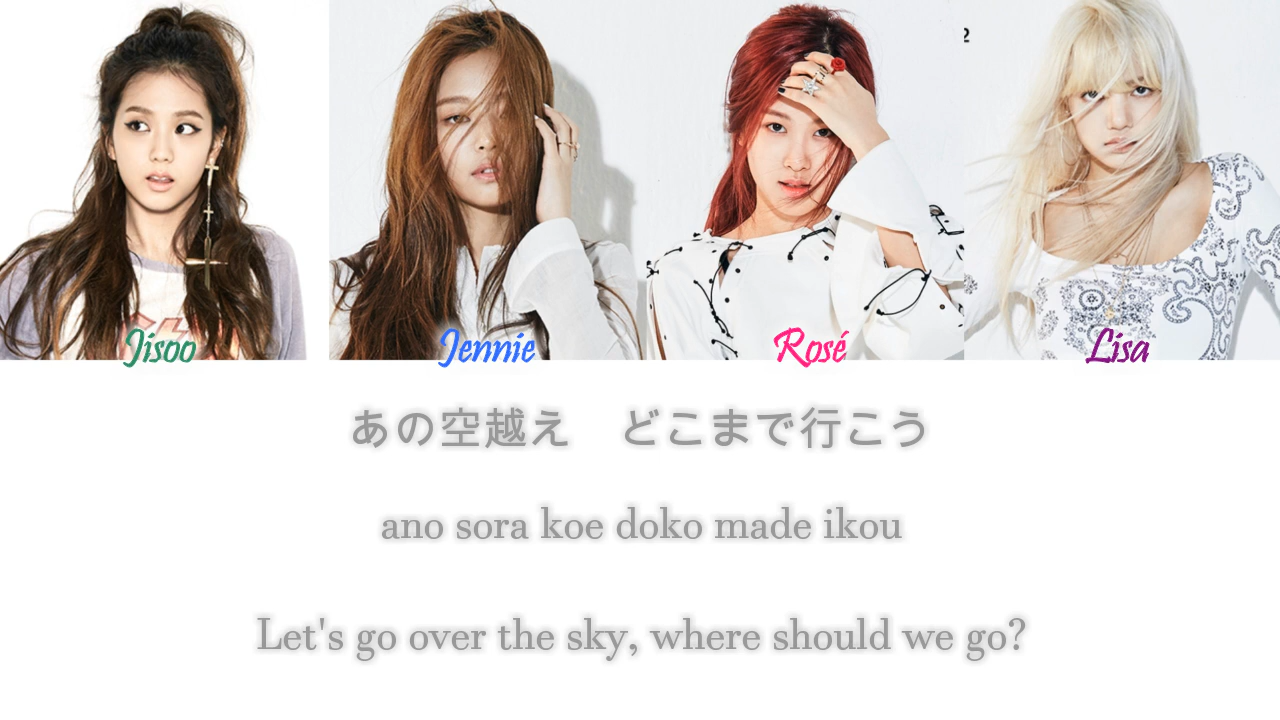 2
Jisoo
Jennie
Rosé
Lisa
あの空越え　どこまで行こう
ano sora koe doko made ikou
Let's go over the sky, where should we go?